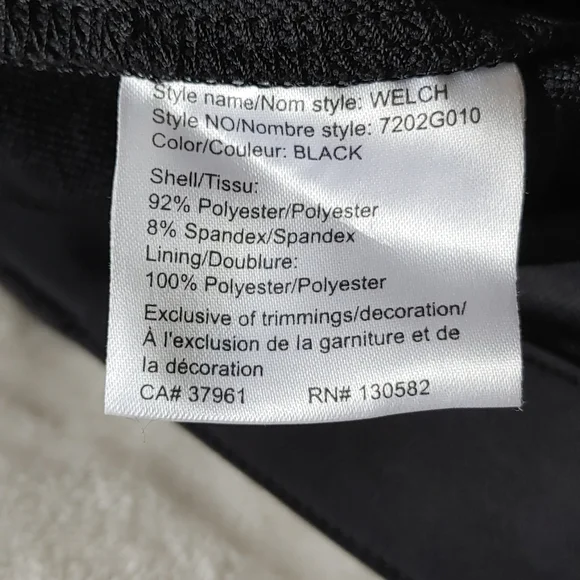 Style name/Nom style: WELCH
Style NO/Nombre style: 7202G010
Color/Couleur: BLACK
Shell/Tissu:
92% Polyester/Polyester
8% Spandex/Spandex
Lining/Doublure:
100% Polyester/Polyester
Exclusive of trimmings/decoration/
À l'exclusion de la garniture et de
la décoration
CA# 37961 RN# 130582